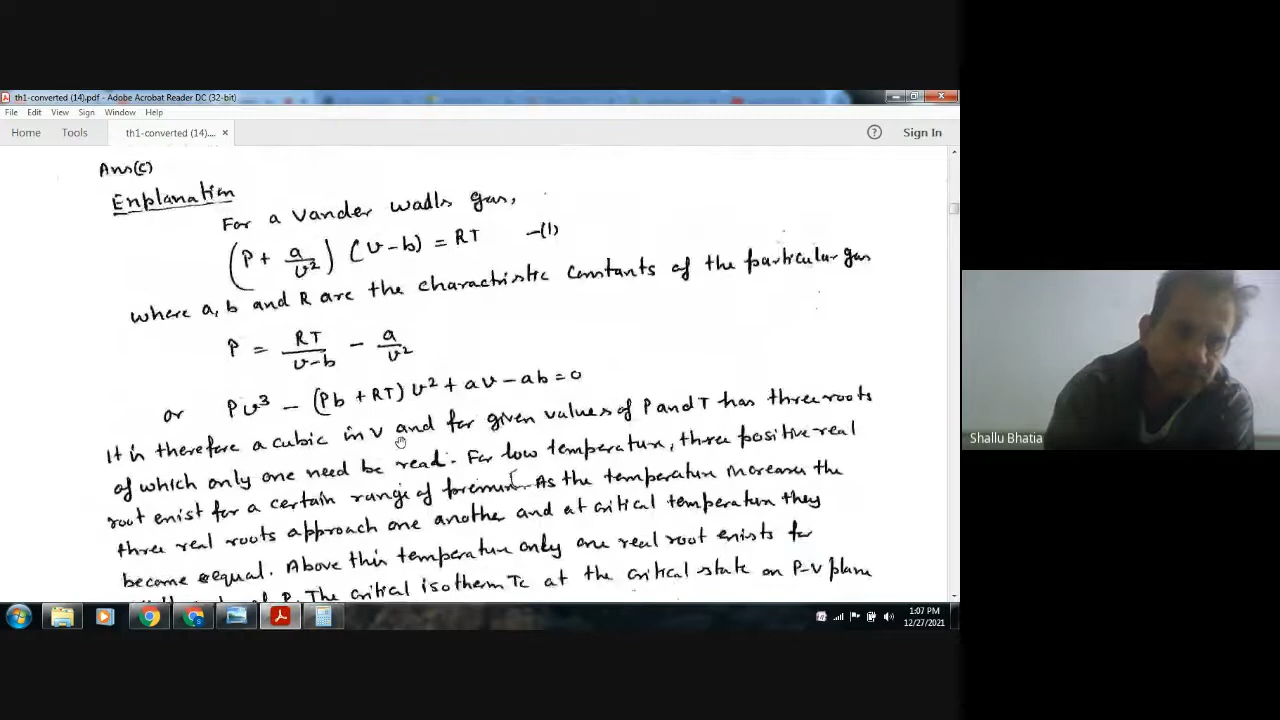 th1-converted (14).pdf - Adobe Acrobat Reader DC (32-bit)
File Edit View Sign Window Help
Home Tools th1-converted (14).... × ? Sign In
Ans(C)
Explanation
For a Vander walls gas,
(P + a/v²) (v-b) = RT -(1)
where a, b and R are the charactristic constants of the particular gas
P = RT/v-b - a/v²
or Pv³ - (Pb + RT) v² + av - ab = 0
It is therefore a cubic in v and for given values of P and T has three roots
of which only one need be read. For low temperature, three positive real
root exist for a certain range of As the temperature increases the
three real roots approach one another and at critical temperature they
become equal. Above this temperature only one real root exists for
P. The critical isotherm Tc at the critical state on P-v plane
Shallu Bhatia
1:07 PM
12/27/2021